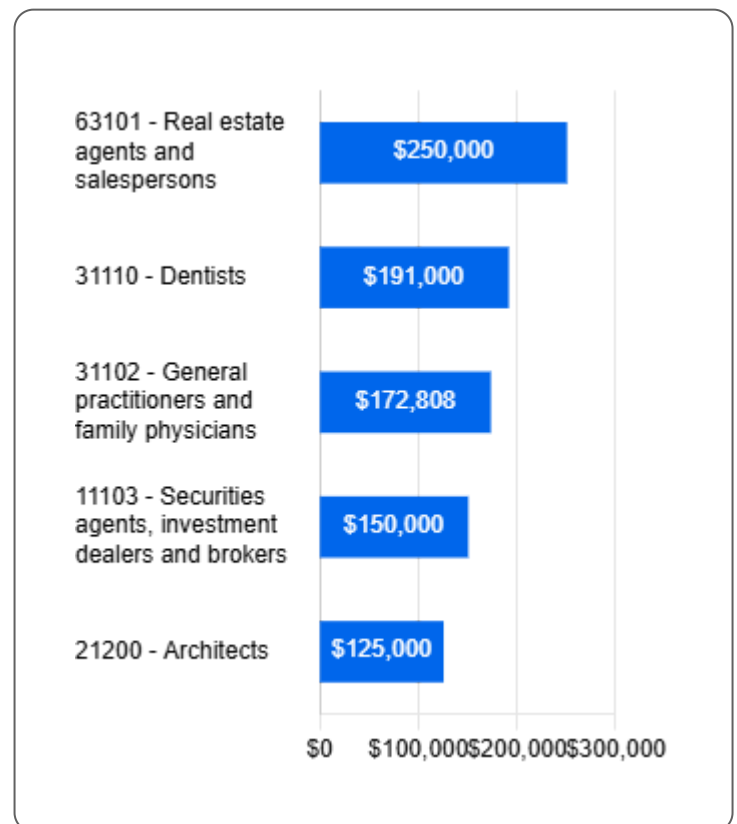 63101 - Real estate
agents and
salespersons
$250,000
31110 - Dentists
$191,000
31102 - General
practitioners and
family physicians
$172,808
11103 - Securities
agents, investment
dealers and brokers
$150,000
21200 - Architects
$125,000
$0 $100,000 $200,000 $300,000